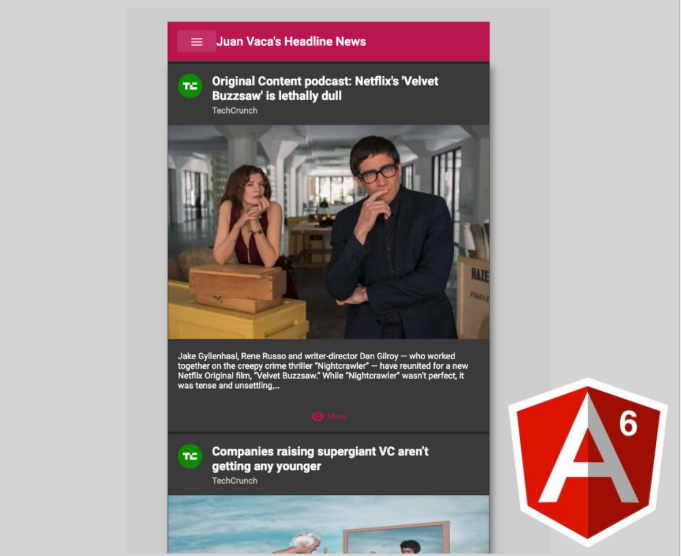 Juan Vaca's Headline News
Original Content podcast: Netflix's 'Velvet
Buzzsaw' is lethally dull
TechCrunch
HAZE
FRAGILE
Jake Gyllenhaal, Rene Russo and writer-director Dan Gilroy — who worked
together on the creepy crime thriller “Nightcrawler” — have reunited for a new
Netflix Original film, “Velvet Buzzsaw.” While “Nightcrawler” wasn’t perfect, it
was tense and unsettling,…
More
TC
Companies raising supergiant VC aren’t
getting any younger
TechCrunch
A
6